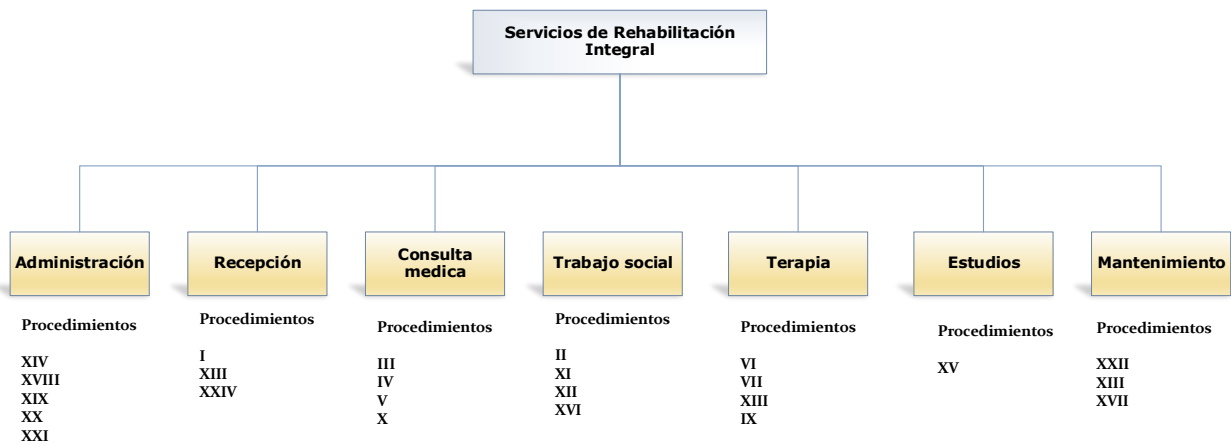 Servicios de Rehabilitación
Integral
Administración
Procedimientos
XIV
XVIII
XIX
XX
XXI
Recepción
Procedimientos
I
XIII
XXIV
Consulta
medica
Procedimientos
III
IV
V
X
Trabajo social
Procedimientos
II
XI
XII
XVI
Terapia
Procedimientos
VI
VII
XIII
IX
Estudios
Procedimientos
XV
Mantenimiento
Procedimientos
XXII
XIII
XVII